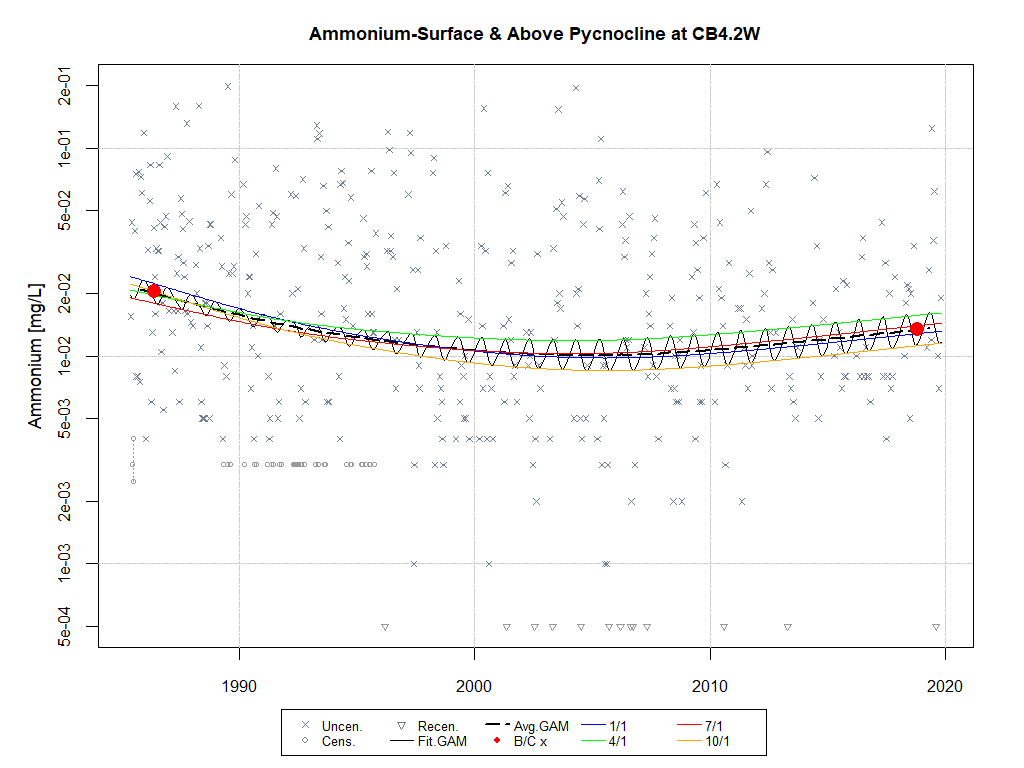 Ammonium-Surface & Above Pycnocline at CB4.2W
Ammonium [mg/L]
2e-01
1e-01
5e-02
2e-02
1e-02
5e-03
2e-03
1e-03
5e-04
1990 2000 2010 2020
Uncen. Recen. Avg.GAM 1/1 7/1
Cens. Fit.GAM B/C x 4/1 10/1